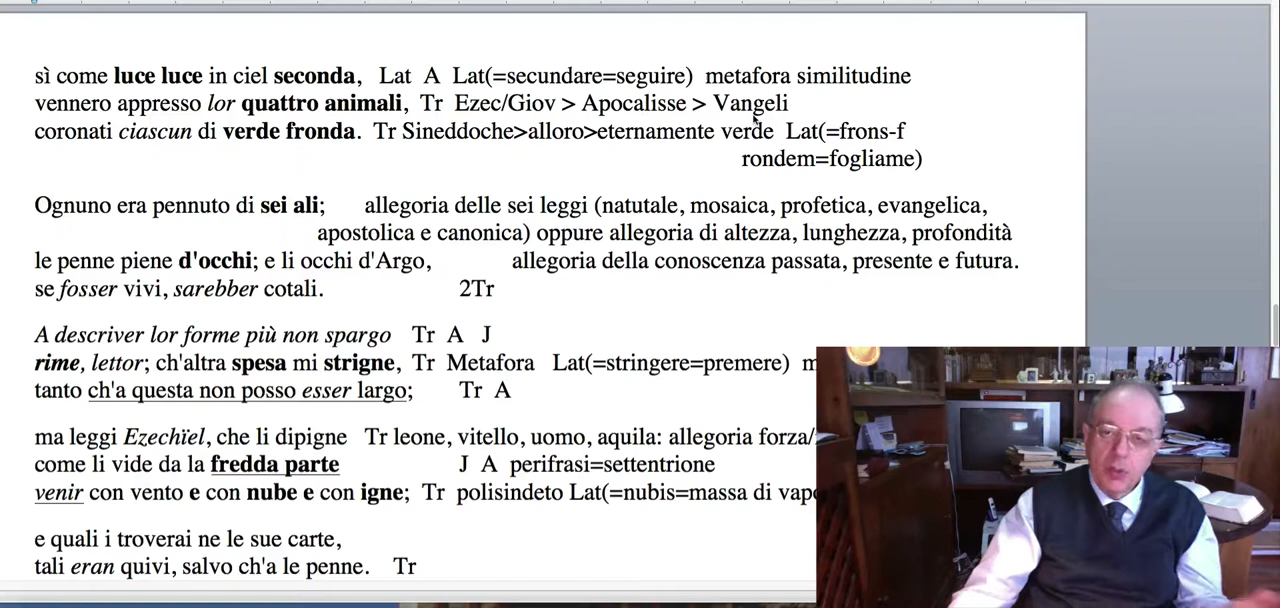 sì come luce luce in ciel seconda, Lat A Lat(=secundare=seguire) metafora similitudine
vennero appresso lor quattro animali, Tr Ezec/Giov > Apocalisse > Vangeli
coronati ciascun di verde fronda. Tr Sineddoche>alloro>eternamente verde Lat(=frons-f
rondem=fogliame)
Ognuno era pennuto di sei ali; allegoria delle sei leggi (natutale, mosaica, profetica, evangelica,
apostolica e canonica) oppure allegoria di altezza, lunghezza, profondità
le penne piene d'occhi; e li occhi d'Argo, allegoria della conoscenza passata, presente e futura.
se fosser vivi, sarebber cotali. 2Tr
A descriver lor forme più non spargo Tr A J
rime, lettor; ch'altra spesa mi strigne, Tr Metafora Lat(=stringere=premere)
tanto ch'a questa non posso esser largo; Tr A
ma leggi Ezechïel, che li dipigne Tr leone, vitello, uomo, aquila: allegoria forza/
come li vide da la fredda parte J A perifrasi=settentrione
venir con vento e con nube e con igne; Tr polisindeto Lat(=nubis=massa di vap
e quali i troverai ne le sue carte,
tali eran quivi, salvo ch'a le penne. Tr